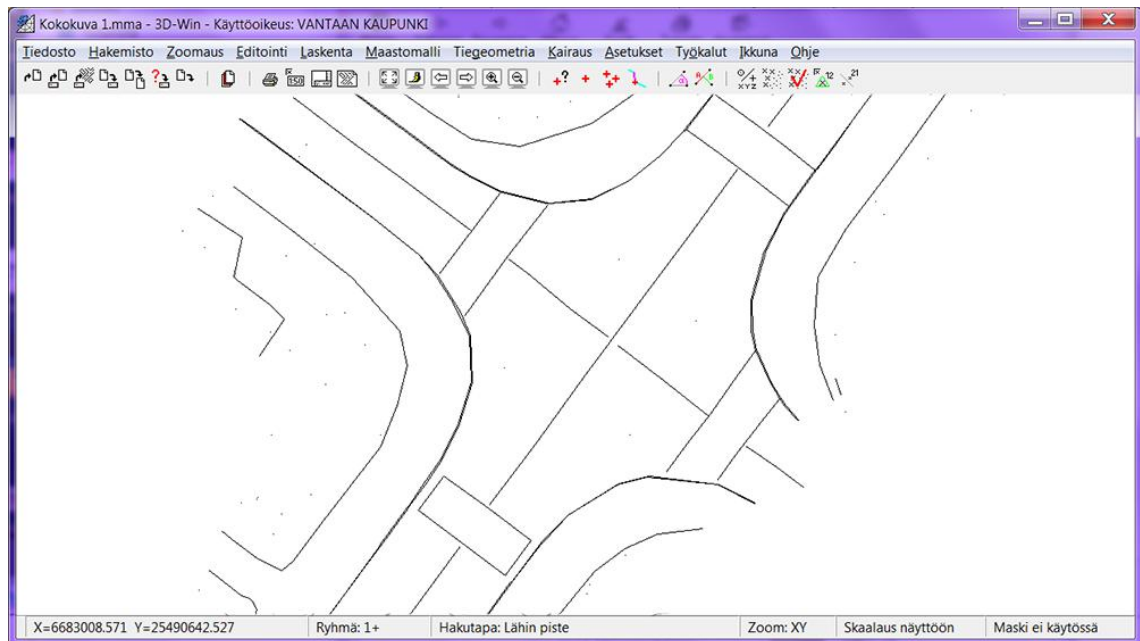 Kokokuva 1.mma - 3D-Win - Käyttöoikeus: VANTAAN KAUPUNKI
Tiedosto Hakemisto Zoomaus Editointi Laskenta Maastomalli Tiegeometria Kairaus Asetukset Työkalut Ikkuna Ohje
X=6683008.571 Y=25490642.527 Ryhmä: 1+ Hakutapa: Lähin piste Zoom: XY Skaalaus näyttöön Maski ei käytössä